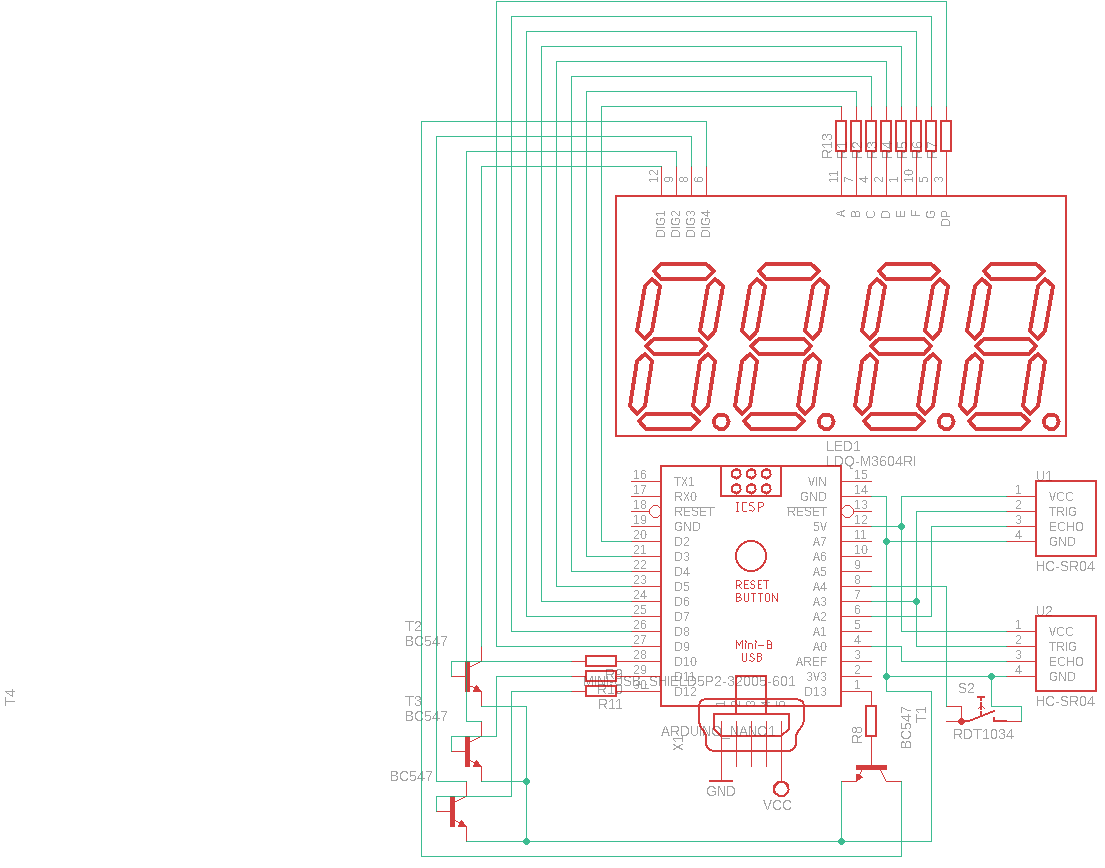 R13
R1
R2
R3
R4
R5
R6
R7
12
9
8
6
11
7
4
2
1
10
5
3
DIG1
DIG2
DIG3
DIG4
A
B
C
D
E
F
G
DP
LED1
LDQ-M3604RI
16 TX1
17 RX0
18 RESET
19 GND
20 D2
21 D3
22 D4
23 D5
24 D6
25 D7
26 D8
27 D9
28 D10
29 D11
30 D12
ICSP
RESET
BUTTON
Mini-B
USB
VIN 15
GND 14
RESET 13
5V 12
A7 11
A6 10
A5 9
A4 8
A3 7
A2 6
A1 5
A0 4
AREF 3
3V3 2
D13 1
ARDUINO_NANO1
U1
1 VCC
2 TRIG
3 ECHO
4 GND
HC-SR04
U2
1 VCC
2 TRIG
3 ECHO
4 GND
HC-SR04
S2
RDT1034
T2
BC547
T3
BC547
T4
BC547
R9
R10
R11
MINI-USB_SHIELD5P2-32005-601
X1
1
2
3
4
5
GND
VCC
R8
BC547
T1